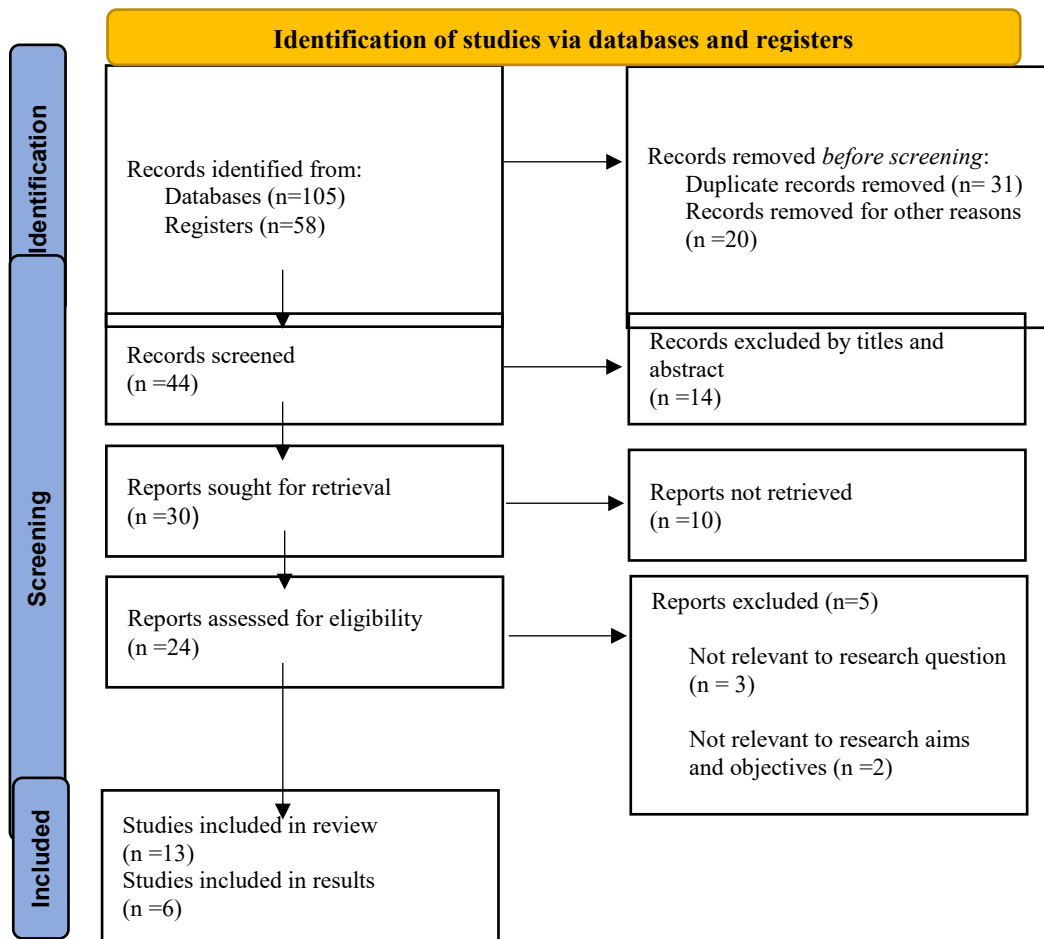 Identification of studies via databases and registers
Identification
Records identified from:
Databases (n=105)
Registers (n=58)
Records removed before screening:
Duplicate records removed (n= 31)
Records removed for other reasons
(n =20)
Screening
Records screened
(n =44)
Records excluded by titles and
abstract
(n =14)
Reports sought for retrieval
(n =30)
Reports not retrieved
(n =10)
Reports assessed for eligibility
(n =24)
Reports excluded (n=5)
Not relevant to research question
(n = 3)
Not relevant to research aims
and objectives (n =2)
Included
Studies included in review
(n =13)
Studies included in results
(n =6)